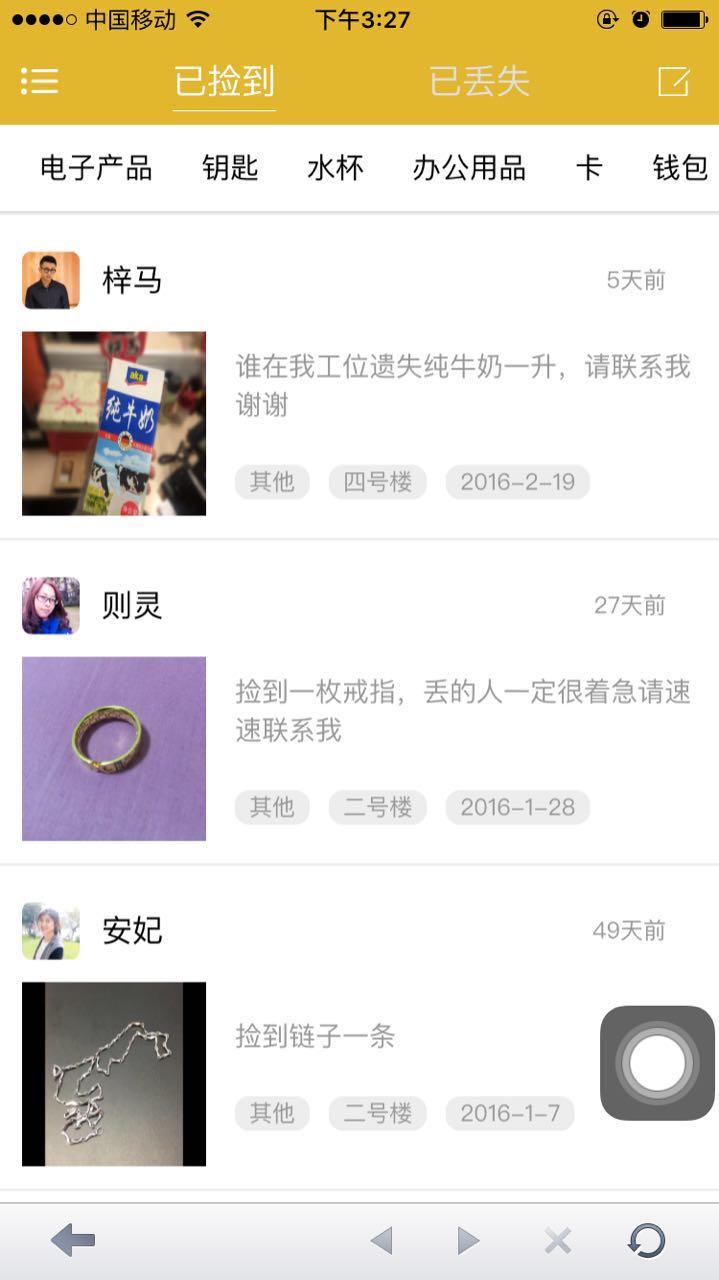 中国移动 下午3:27
已捡到 已丢失
电子产品 钥匙 水杯 办公用品 卡 钱包
梓马 5天前
aka
纯牛奶
谁在我工位遗失纯牛奶一升，请联系我
谢谢
其他 四号楼 2016-2-19
则灵 27天前
捡到一枚戒指，丢的人一定很着急请速
速联系我
其他 二号楼 2016-1-28
安妃 49天前
捡到链子一条
其他 二号楼 2016-1-7